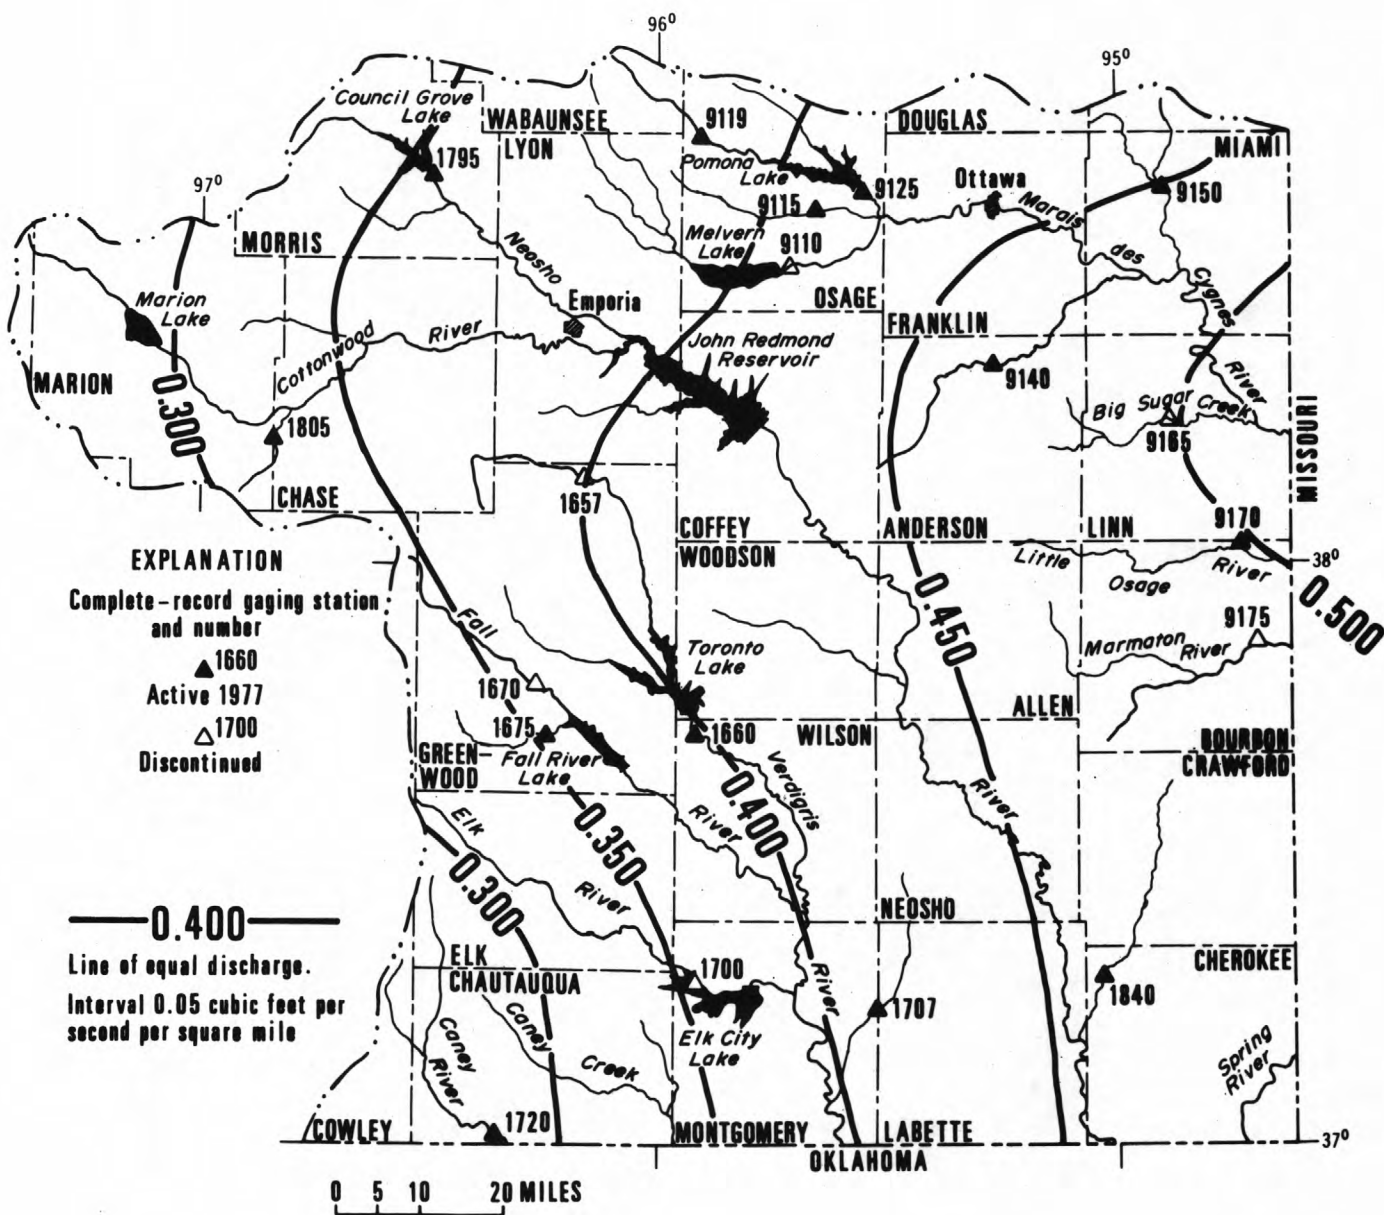 96⁰
95⁰
97⁰
Council Grove
Lake
WABAUNSEE
LYON
9119
DOUGLAS
MIAMI
1795
Pomona
Lake
9125
Ottawa
9150
9115
Marais
MORRIS
Neosho
Melvern
Lake
9110
des
Marion
Lake
Emporia
OSAGE
Cygnes
FRANKLIN
Cottonwood
River
John Redmond
Reservoir
River
MARION
0.300
9140
Big Sugar Creek
1805
9165
MISSOURI
CHASE
1657
COFFEY
WOODSON
ANDERSON
LINN
9170
38⁰
EXPLANATION
Little
Osage
River
0.500
Complete-record gaging station
and number
1660
Active 1977
1700
Discontinued
Fall
0.450
9175
Toronto
Lake
Marmaton
River
1670
1675
1660
WILSON
ALLEN
GREEN-
WOOD
Fall River
Lake
BOURBON
CRAWFORD
Verdigris
0.400
River
River
Elk
0.350
0.300
River
0.400
Line of equal discharge.
Interval 0.05 cubic feet per
second per square mile
NEOSHO
ELK
CHAUTAUQUA
1700
River
CHEROKEE
1840
1707
Caney
River
Caney
Creek
Elk City
Lake
Spring
River
COWLEY
1720
MONTGOMERY
LABETTE
37⁰
OKLAHOMA
0 5 10 20 MILES